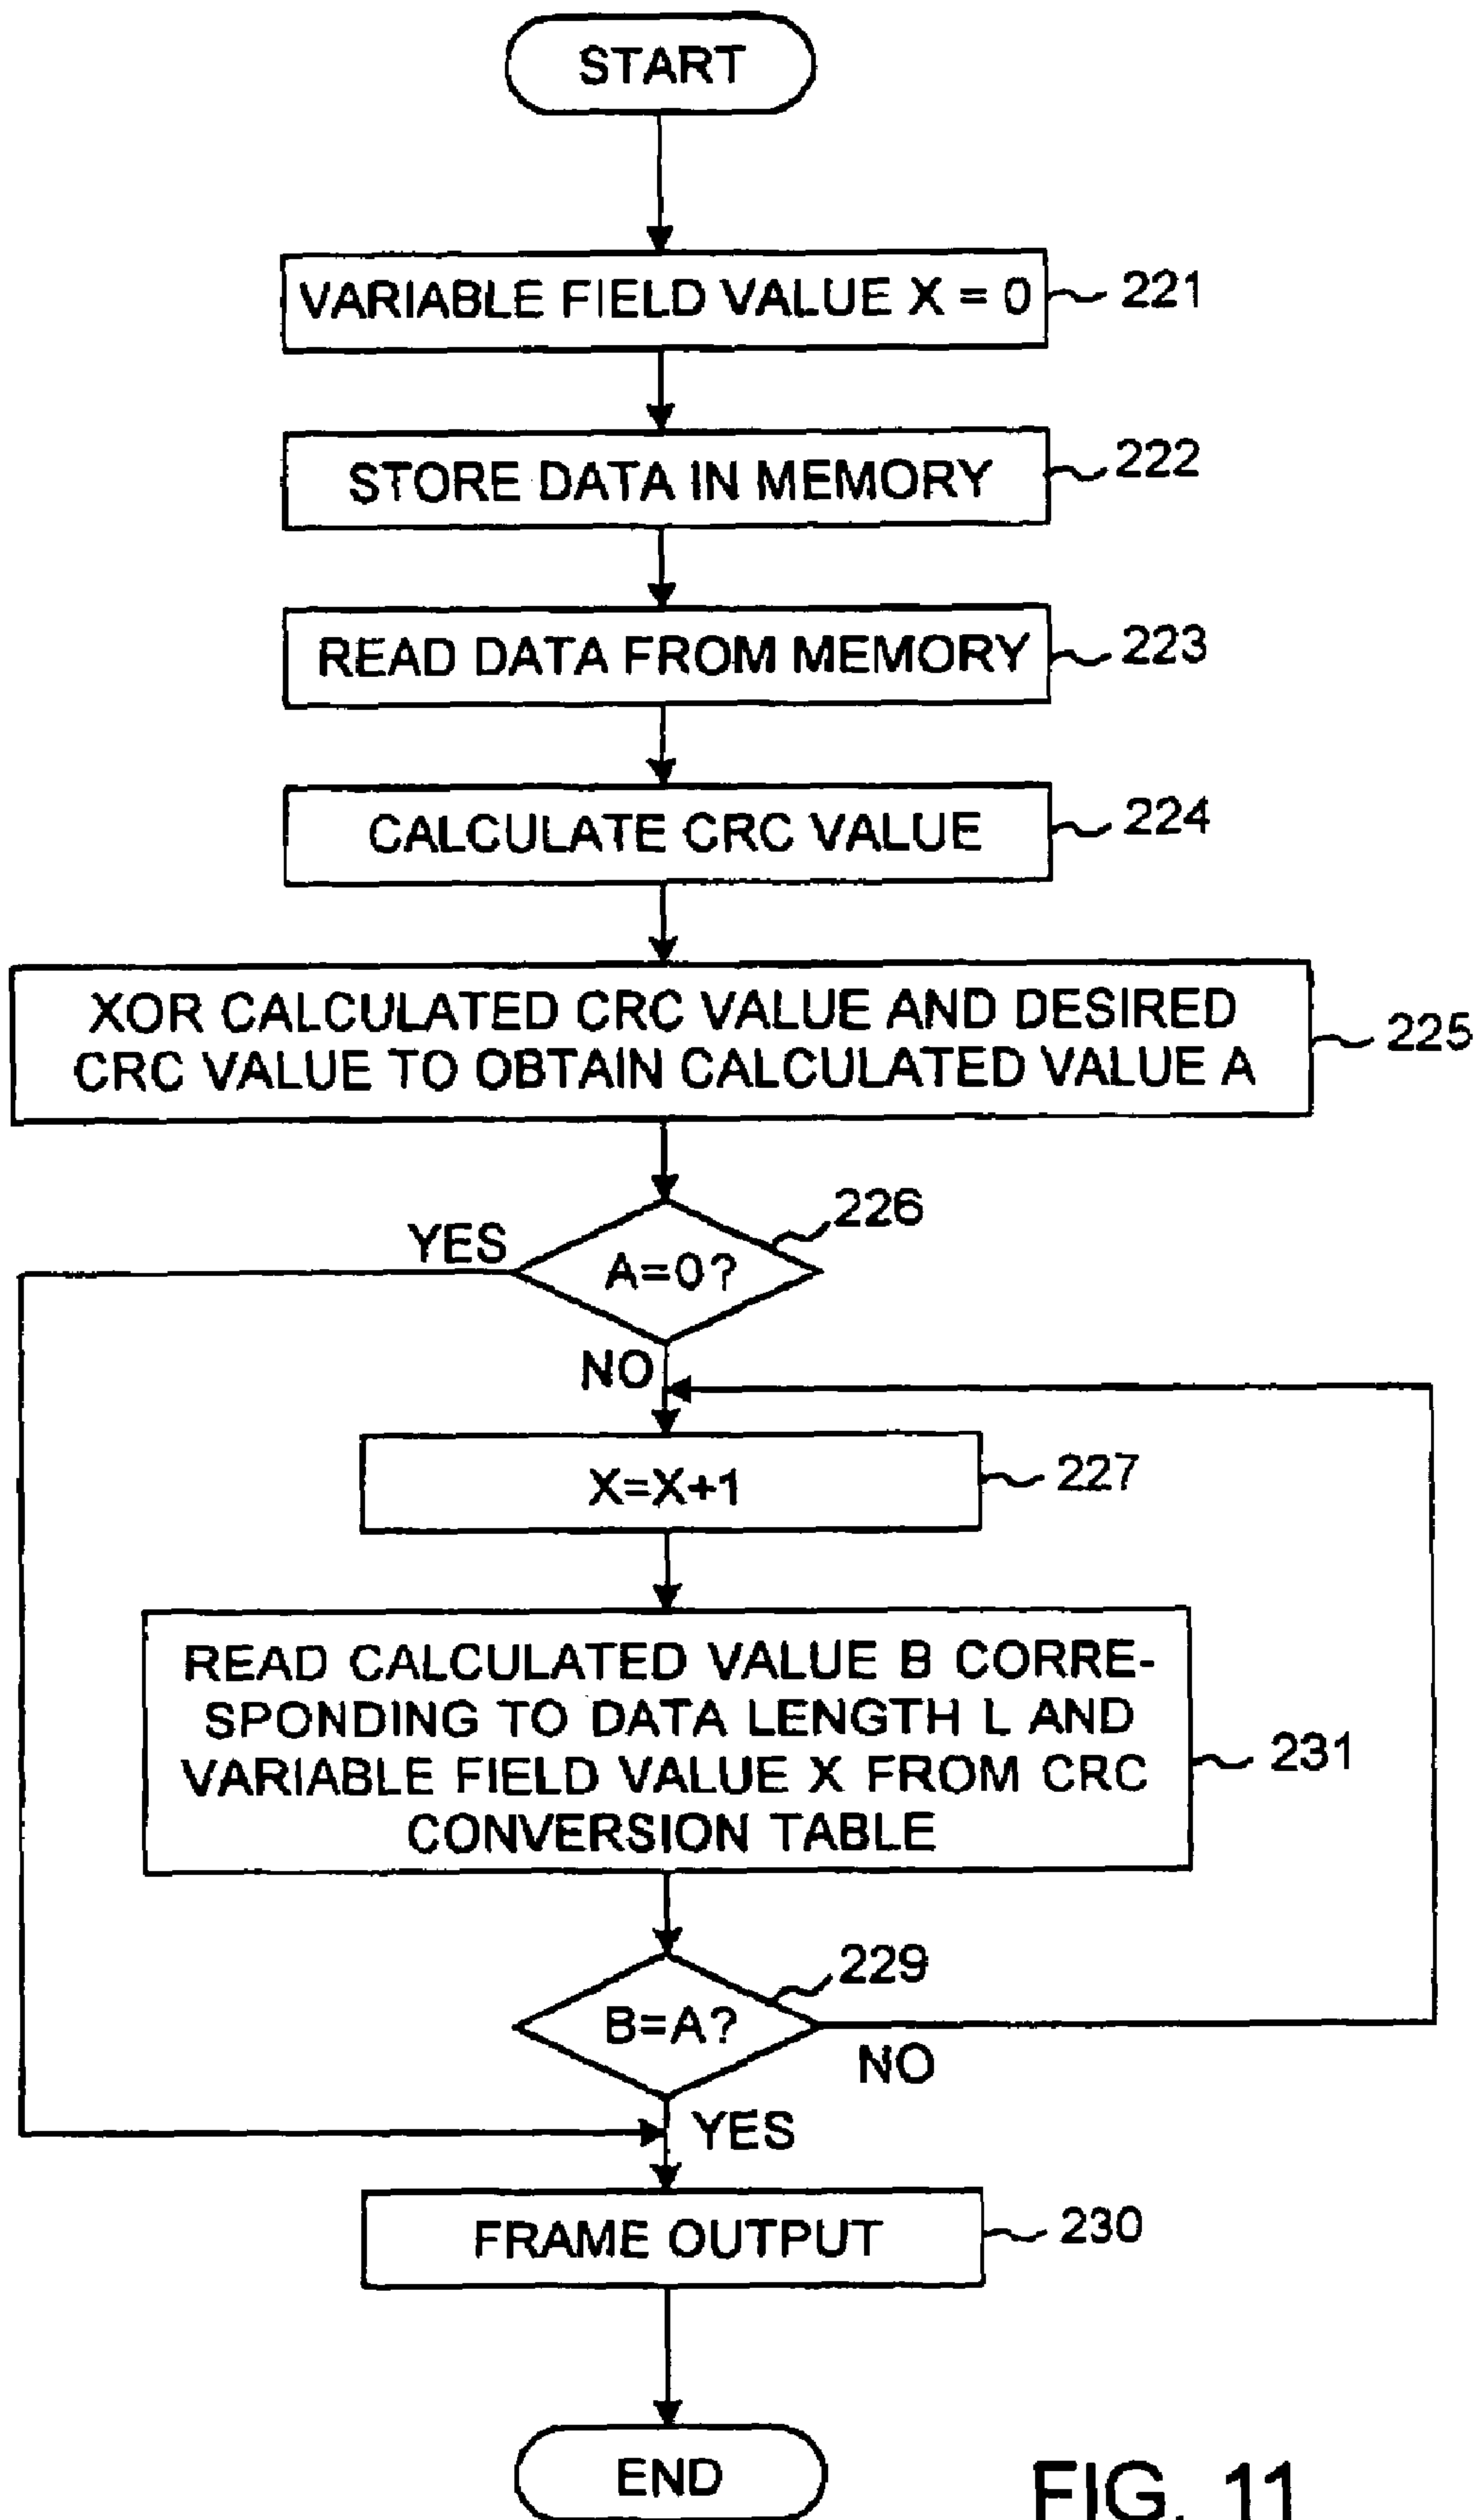 START
VARIABLE FIELD VALUE X = 0
221
STORE DATA IN MEMORY
222
READ DATA FROM MEMORY
223
CALCULATE CRC VALUE
224
XOR CALCULATED CRC VALUE AND DESIRED
CRC VALUE TO OBTAIN CALCULATED VALUE A
225
226
YES
A=0?
NO
X=X+1
227
READ CALCULATED VALUE B CORRE-
SPONDING TO DATA LENGTH L AND
VARIABLE FIELD VALUE X FROM CRC
CONVERSION TABLE
231
229
B=A?
NO
YES
FRAME OUTPUT
230
END
FIG. 11